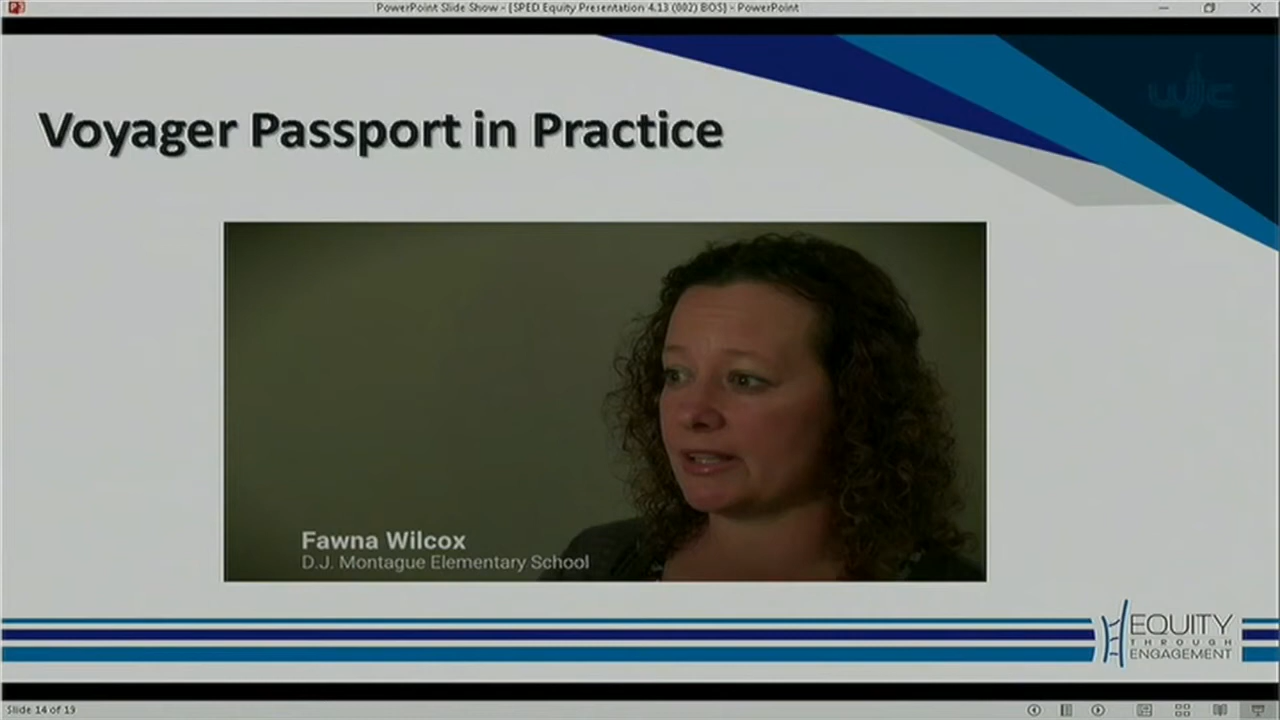 PowerPoint Slide Show - [SPED Equity Presentation 4.13 (002) BOS] - PowerPoint
WJC
Voyager Passport in Practice
Fawna Wilcox
D.J. Montague Elementary School
EQUITY
THROUGH
ENGAGEMENT
Slide 14 of 19